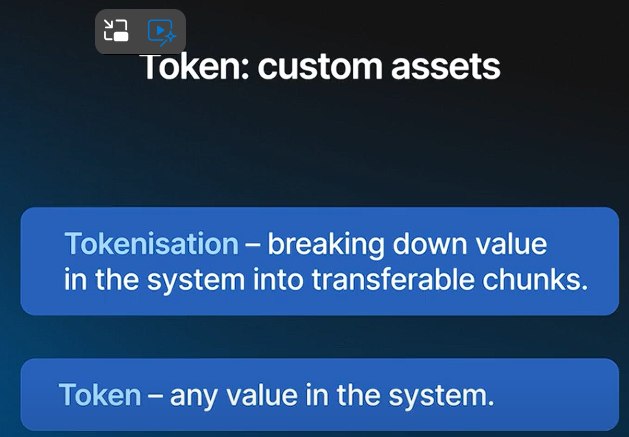 Token: custom assets
Tokenisation – breaking down value
in the system into transferable chunks.
Token – any value in the system.